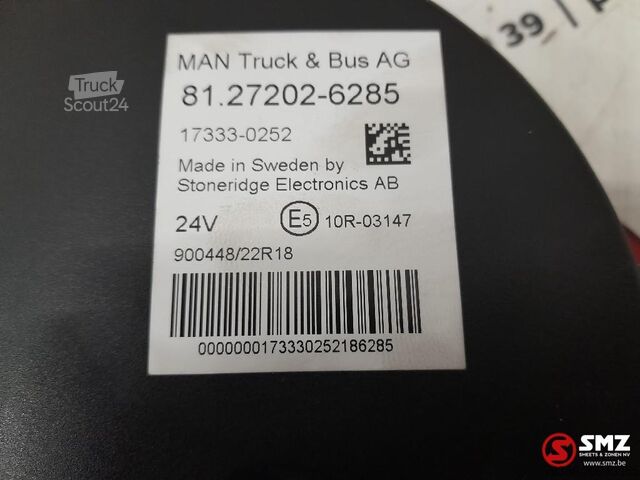 Truck
Scout24
39
MAN Truck & Bus AG
81.27202-6285
17333-0252
Made in Sweden by
Stoneridge Electronics AB
24V
E5 10R-03147
900448/22R18
0000000173330252186285
SMZ
SHEETS & ZONEN NV
www.smz.be